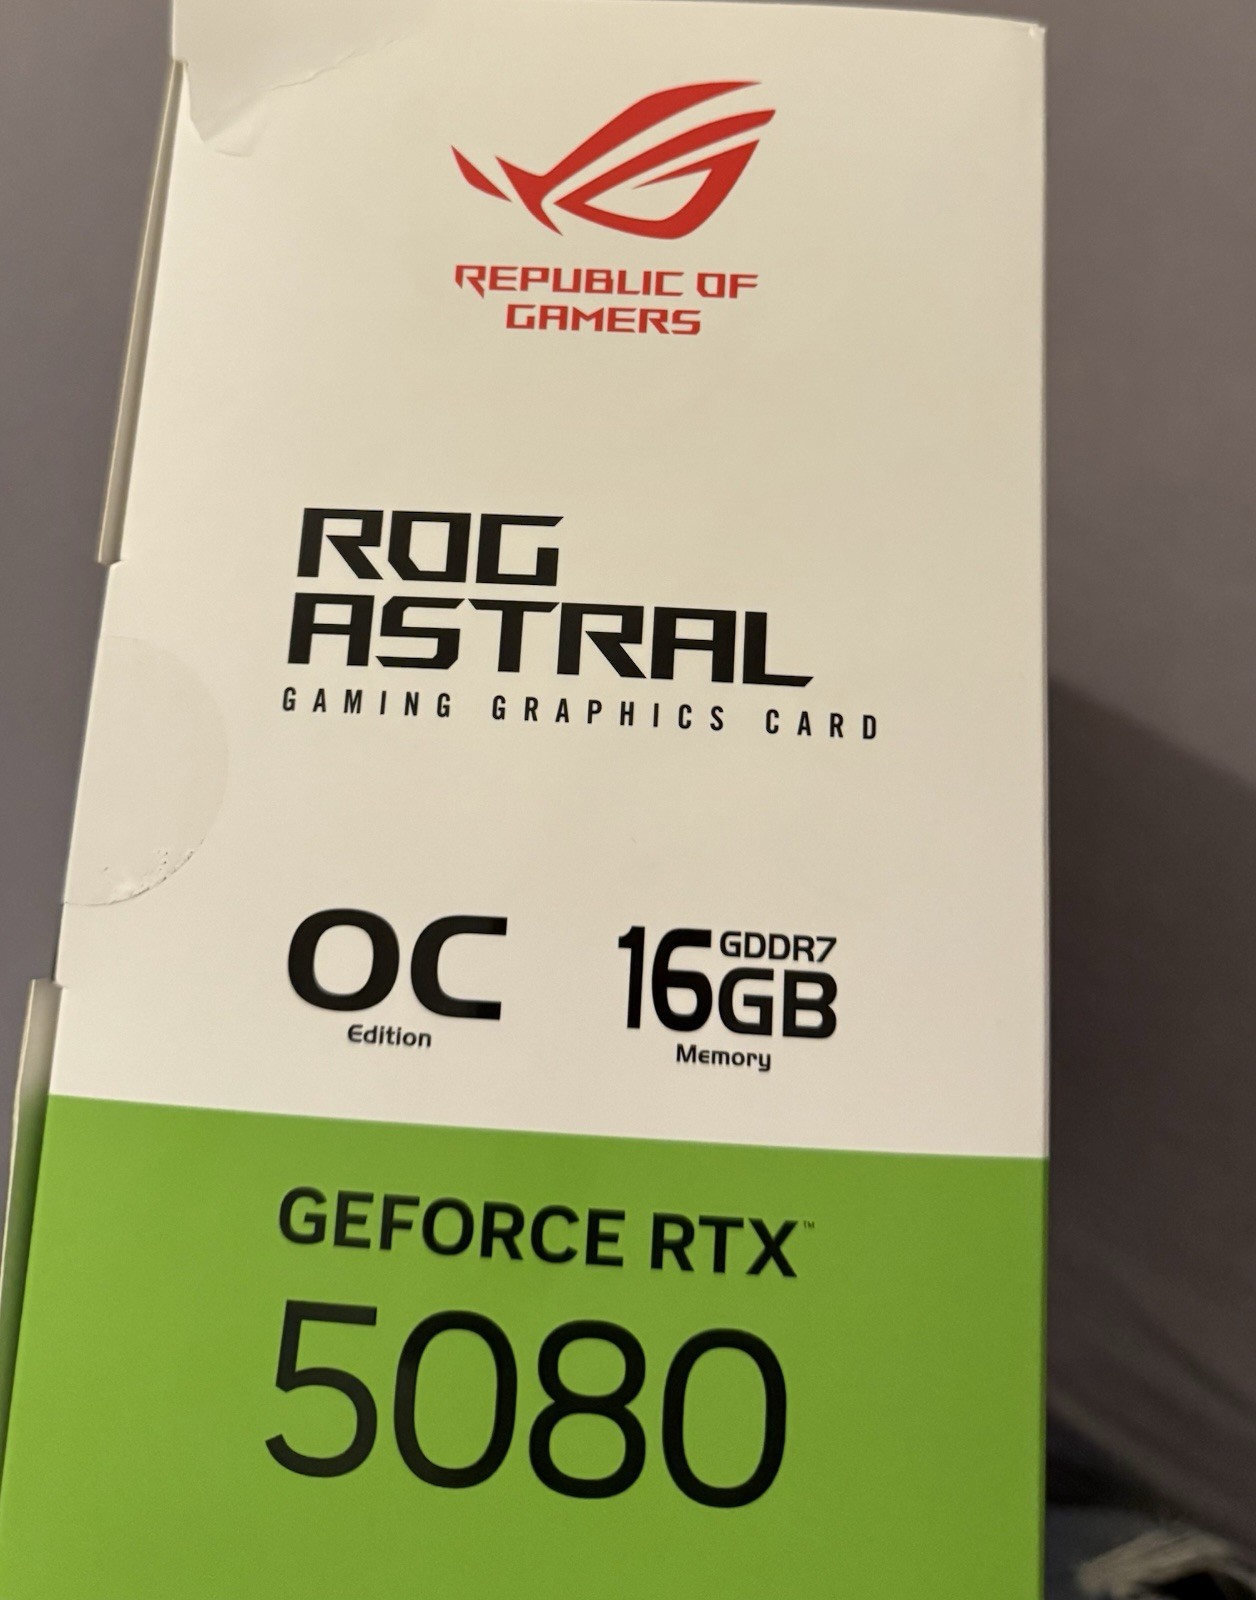 REPUBLIC OF
GAMERS
ROG
ASTRAL
GAMING GRAPHICS CARD
OC
Edition
16GB GDDR7
Memory
GEFORCE RTX™
5080